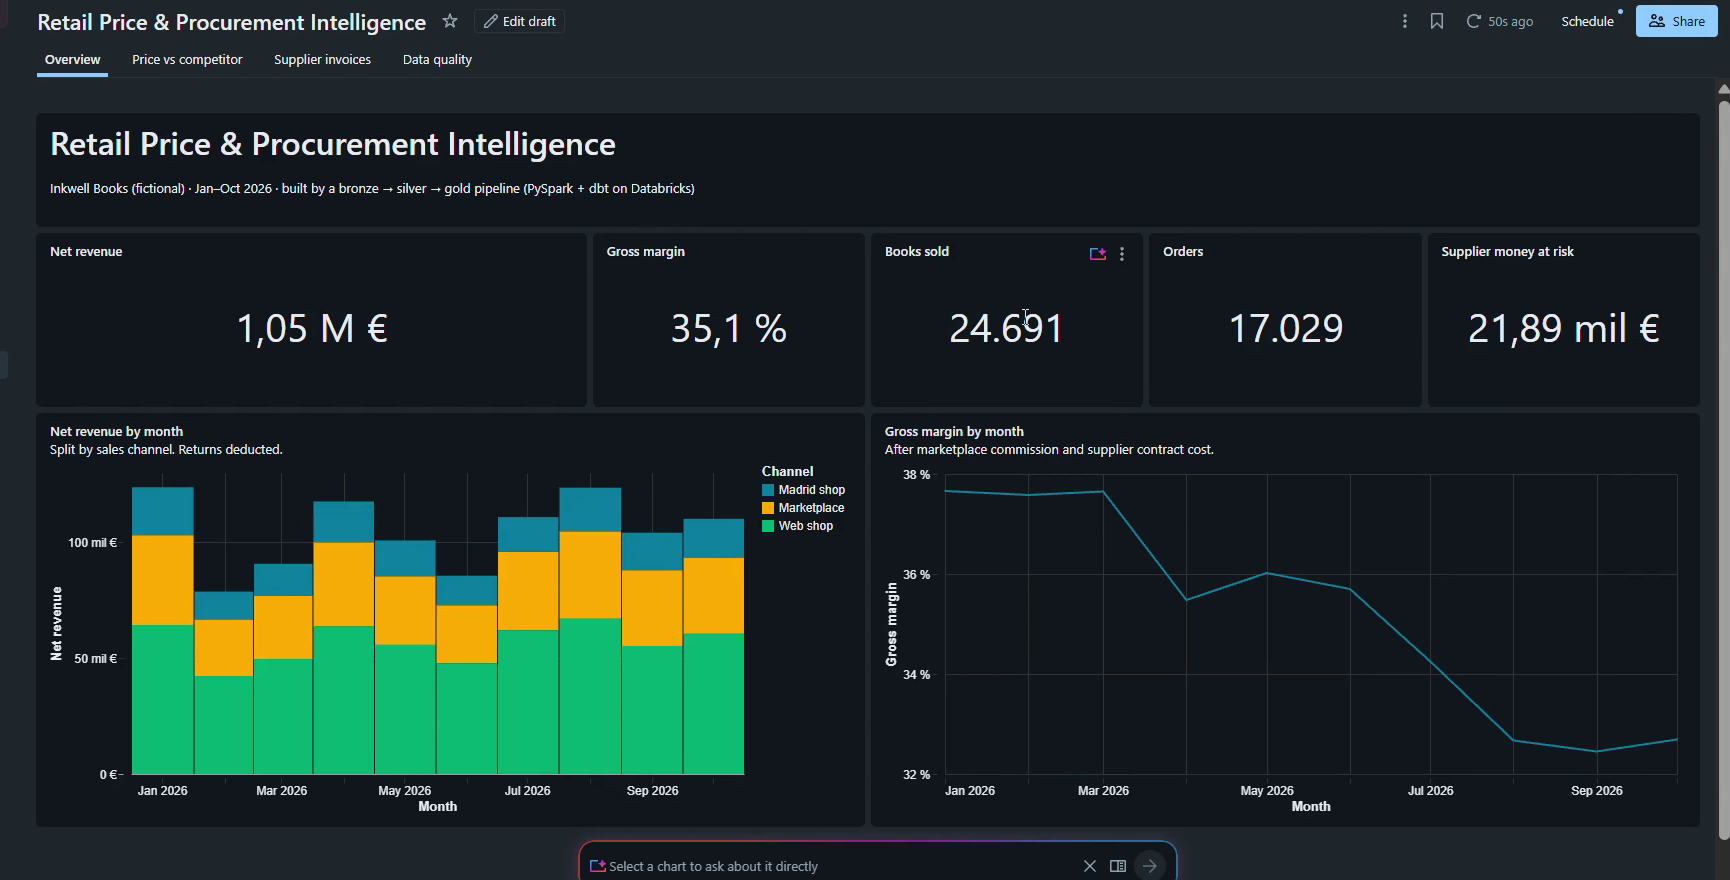 Retail Price & Procurement Intelligence
Edit draft
50s ago
Schedule
Share
Overview
Price vs competitor
Supplier invoices
Data quality
Retail Price & Procurement Intelligence
Inkwell Books (fictional) · Jan–Oct 2026 · built by a bronze → silver → gold pipeline (PySpark + dbt on Databricks)
Net revenue
1,05 M €
Gross margin
35,1 %
Books sold
24.691
Orders
17.029
Supplier money at risk
21,89 mil €
Net revenue by month
Split by sales channel. Returns deducted.
Channel
Madrid shop
Marketplace
Web shop
Net revenue
100 mil €
50 mil €
0 €
Jan 2026
Mar 2026
May 2026
Jul 2026
Sep 2026
Month
Gross margin by month
After marketplace commission and supplier contract cost.
Gross margin
38 %
36 %
34 %
32 %
Jan 2026
Mar 2026
May 2026
Jul 2026
Sep 2026
Month
Select a chart to ask about it directly